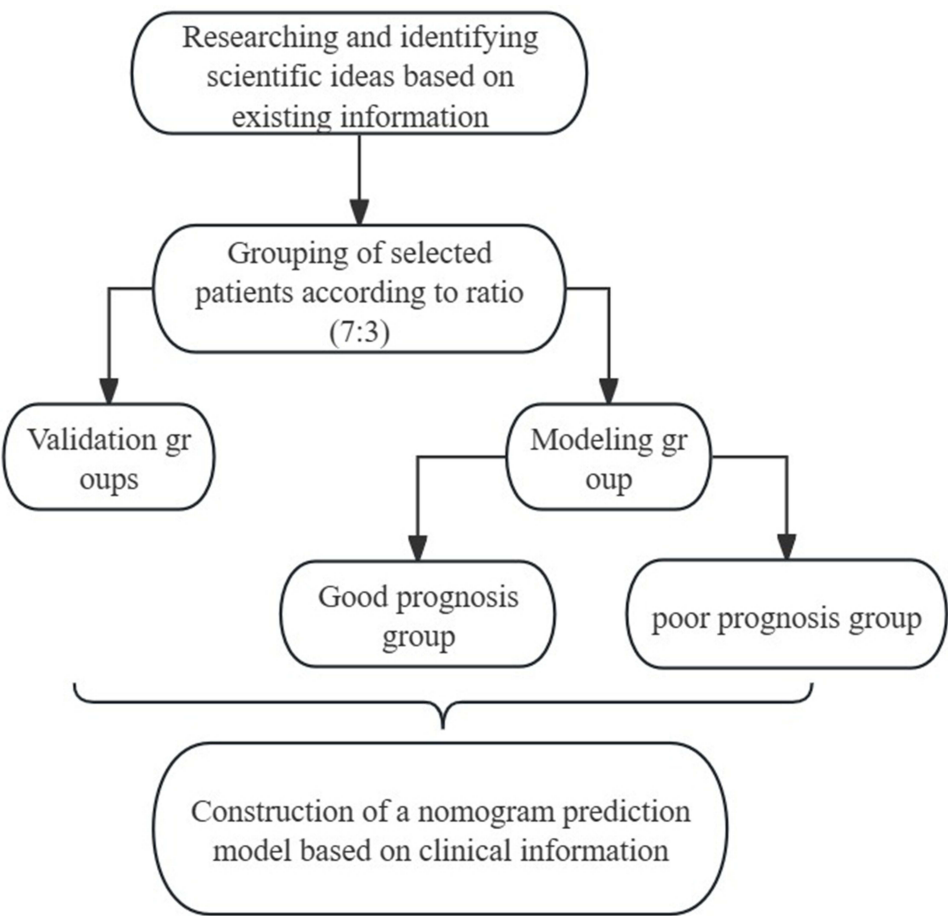 Researching and identifying
scientific ideas based on
existing information
Grouping of selected
patients according to ratio
(7:3)
Validation gr
oups
Modeling gr
oup
Good prognosis
group
poor prognosis group
Construction of a nomogram prediction
model based on clinical information